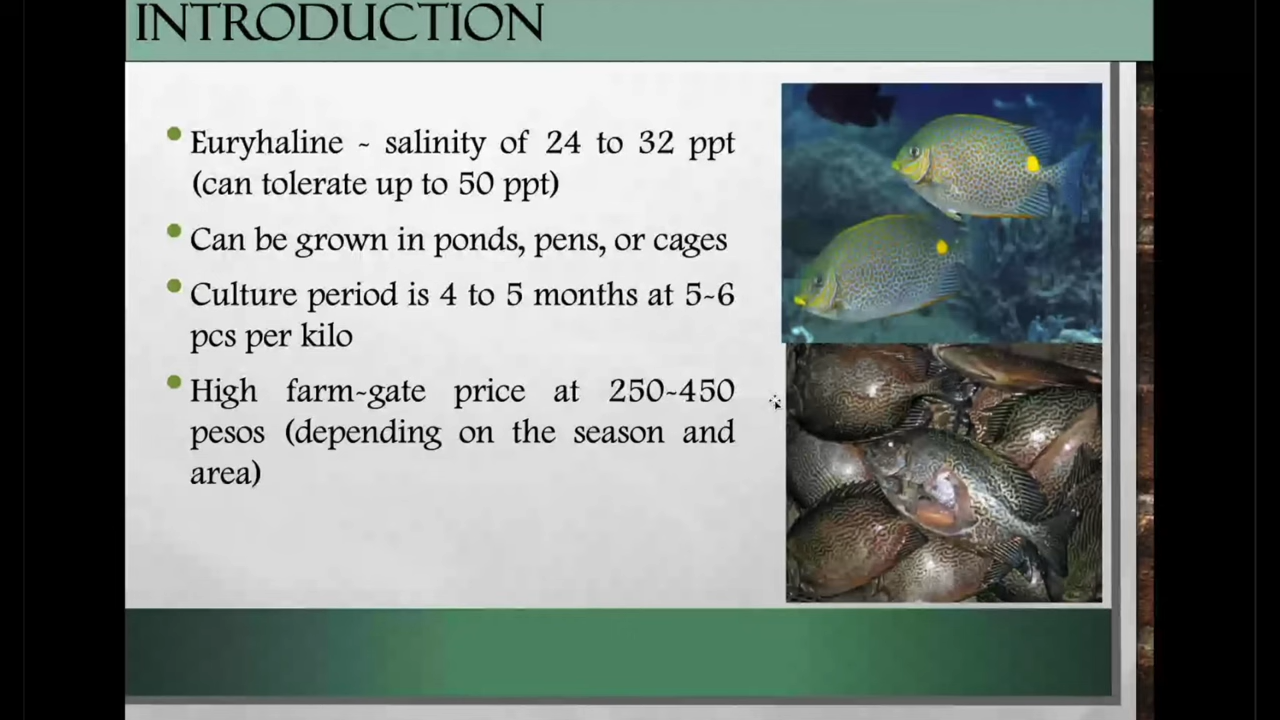 INTRODUCTION
Euryhaline - salinity of 24 to 32 ppt
(can tolerate up to 50 ppt)
Can be grown in ponds, pens, or cages
Culture period is 4 to 5 months at 5-6
pcs per kilo
High farm-gate price at 250-450
pesos (depending on the season and
area)